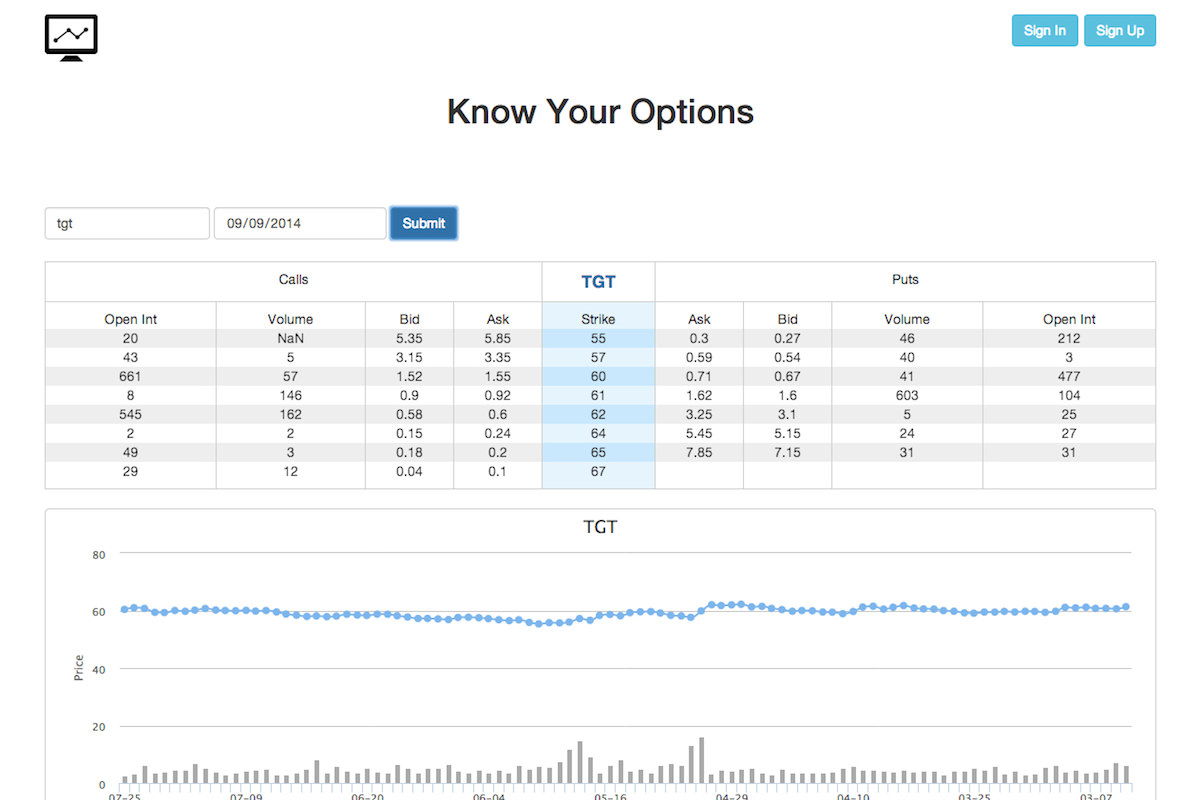 Sign In Sign Up
Know Your Options
tgt 09/09/2014 Submit
Calls TGT Puts
Open Int Volume Bid Ask Strike Ask Bid Volume Open Int
20 NaN 5.35 5.85 55 0.3 0.27 46 212
43 5 3.15 3.35 57 0.59 0.54 40 3
661 57 1.52 1.55 60 0.71 0.67 41 477
8 146 0.9 0.92 61 1.62 1.6 603 104
545 162 0.58 0.6 62 3.25 3.1 5 25
2 2 0.15 0.24 64 5.45 5.15 24 27
49 3 0.18 0.2 65 7.85 7.15 31 31
29 12 0.04 0.1 67
TGT
80
60
Price
40
20
0
07-25 07-09 06-20 06-04 05-16 04-29 04-10 03-25 03-07